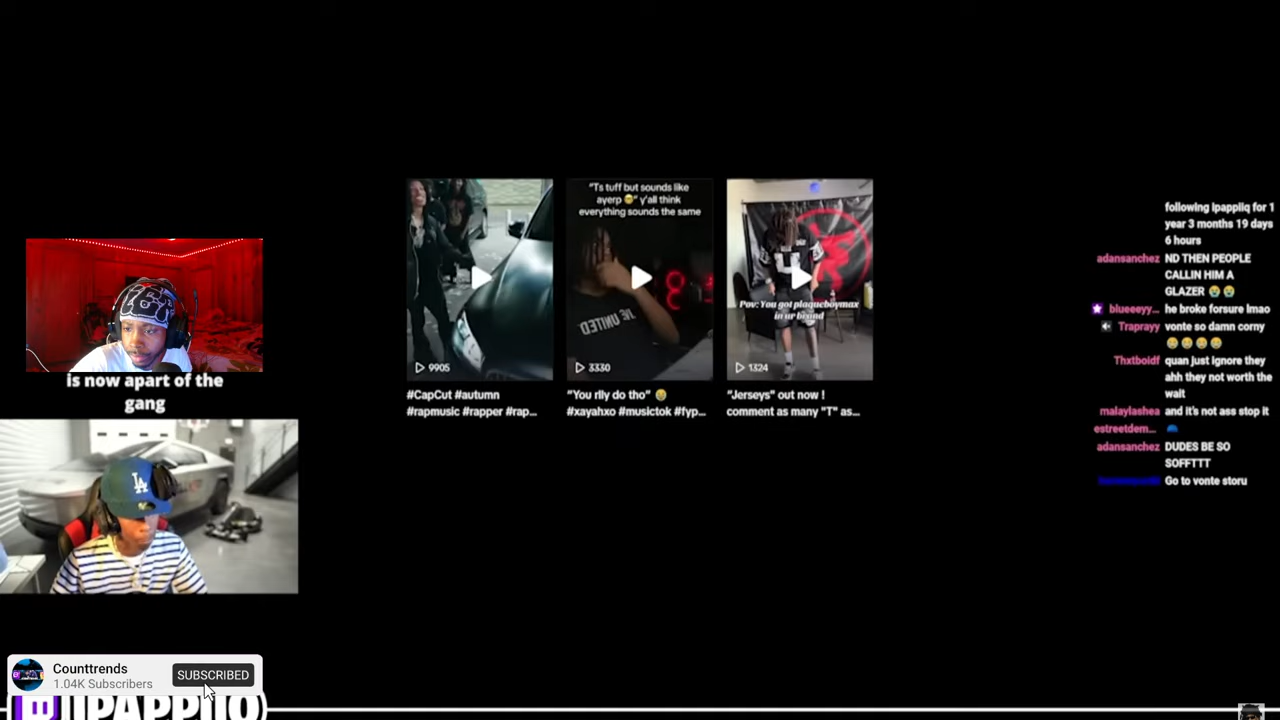 "Ts tuff but sounds like
ayerp 😴" y'all think
everything sounds the same
Pov: You got plaqueboymax
in ur bixnd
9905
3330
1324
#CapCut #autumn
#rapmusic #rapper #rap...
"You rlly do tho" 😭
#xayahxo #musictok #fyp...
"Jerseys" out now !
comment as many "T" as...
is now apart of the
gang
following ipappiiq for 1
year 3 months 19 days
6 hours
adansanchez ND THEN PEOPLE
CALLIN HIM A
GLAZER 😭 😭
blueeeyy... he broke forsure lmao
Traprayy vonte so damn corny
😭 😭 😭 😭
Thxtboidf quan just ignore they
ahh they not worth the
wait
malaylashea and it's not ass stop it
estreetdem... 🧢
adansanchez DUDES BE SO
SOFFTTT
Go to vonte storu
Counttrends
1.04K Subscribers
SUBSCRIBED
IPAPPIIQ